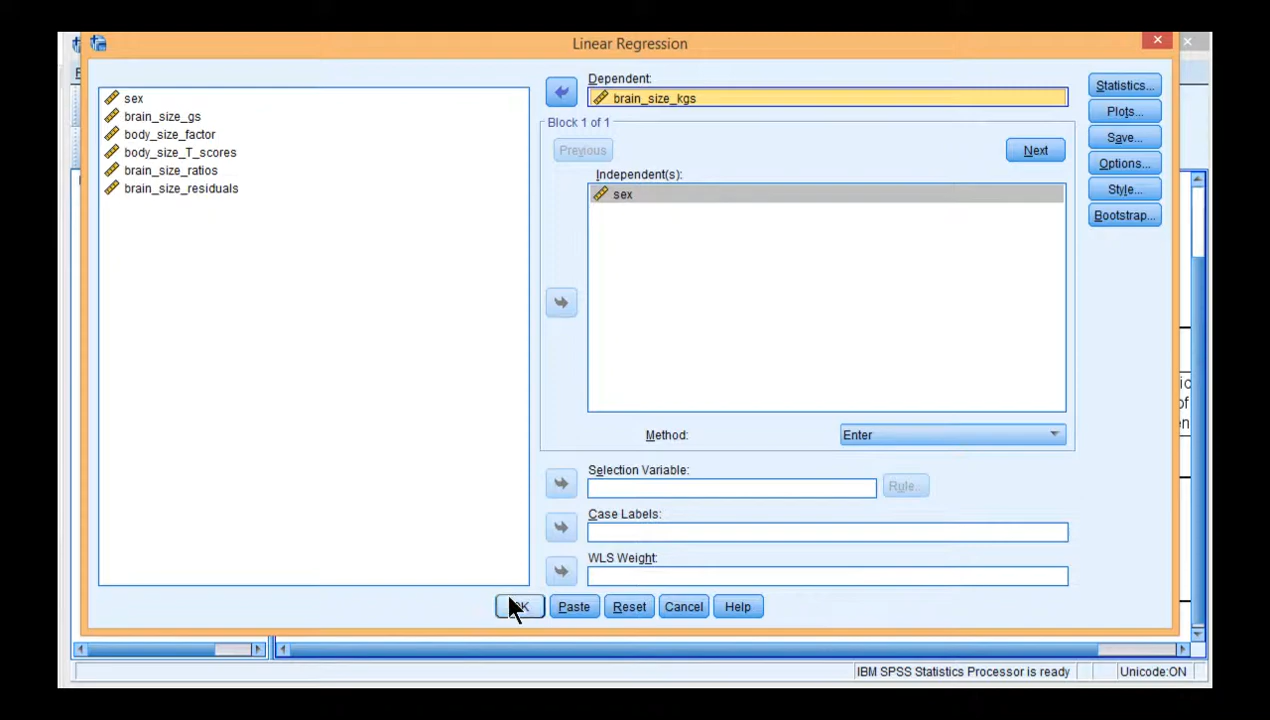 Linear Regression
sex
brain_size_gs
body_size_factor
body_size_T_scores
brain_size_ratios
brain_size_residuals
Dependent:
brain_size_kgs
Block 1 of 1
Previous
Next
Independent(s):
sex
Method:
Enter
Selection Variable:
Rule...
Case Labels:
WLS Weight:
Statistics...
Plots...
Save...
Options...
Style...
Bootstrap...
Paste
Reset
Cancel
Help
of
IBM SPSS Statistics Processor is ready
Unicode:ON